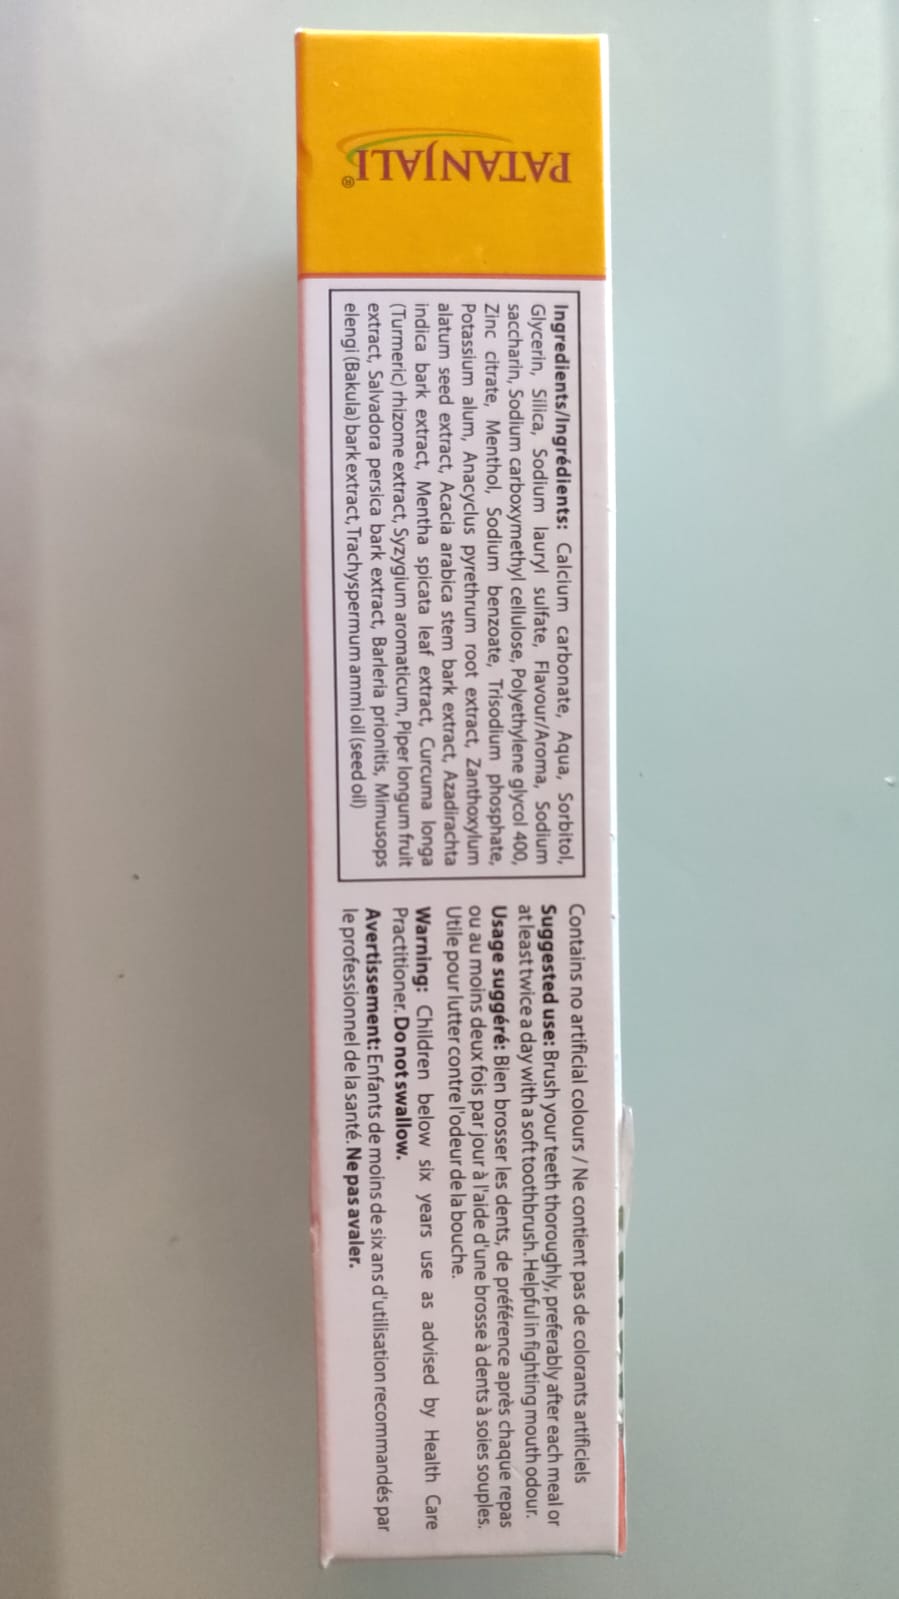 PATANJALI®
Ingredients/Ingrédients: Calcium carbonate, Aqua, Sorbitol,
Glycerin, Silica, Sodium lauryl sulfate, Flavour/Aroma, Sodium
saccharin, Sodium carboxymethyl cellulose, Polyethylene glycol 400,
Zinc citrate, Menthol, Sodium benzoate, Trisodium phosphate,
Potassium alum, Anacyclus pyrethrum root extract, Zanthoxylum
alatum seed extract, Acacia arabica stem bark extract, Azadirachta
indica bark extract, Mentha spicata leaf extract, Curcuma longa
(Turmeric) rhizome extract, Syzygium aromaticum, Piper longum fruit
extract, Salvadora persica bark extract, Barleria prionitis, Mimusops
elengi (Bakula) bark extract, Trachyspermum ammi oil (seed oil)
Contains no artificial colours / Ne contient pas de colorants artificiels
Suggested use: Brush your teeth thoroughly, preferably after each meal or
at least twice a day with a soft toothbrush. Helpful in fighting mouth odour.
Usage suggéré: Bien brosser les dents, de préférence après chaque repas
ou au moins deux fois par jour à l'aide d'une brosse à dents à soies souples.
Utile pour lutter contre l'odeur de la bouche.
Warning: Children below six years use as advised by Health Care
Practitioner. Do not swallow.
Avertissement: Enfants de moins de six ans d'utilisation recommandés par
le professionnel de la santé. Ne pas avaler.